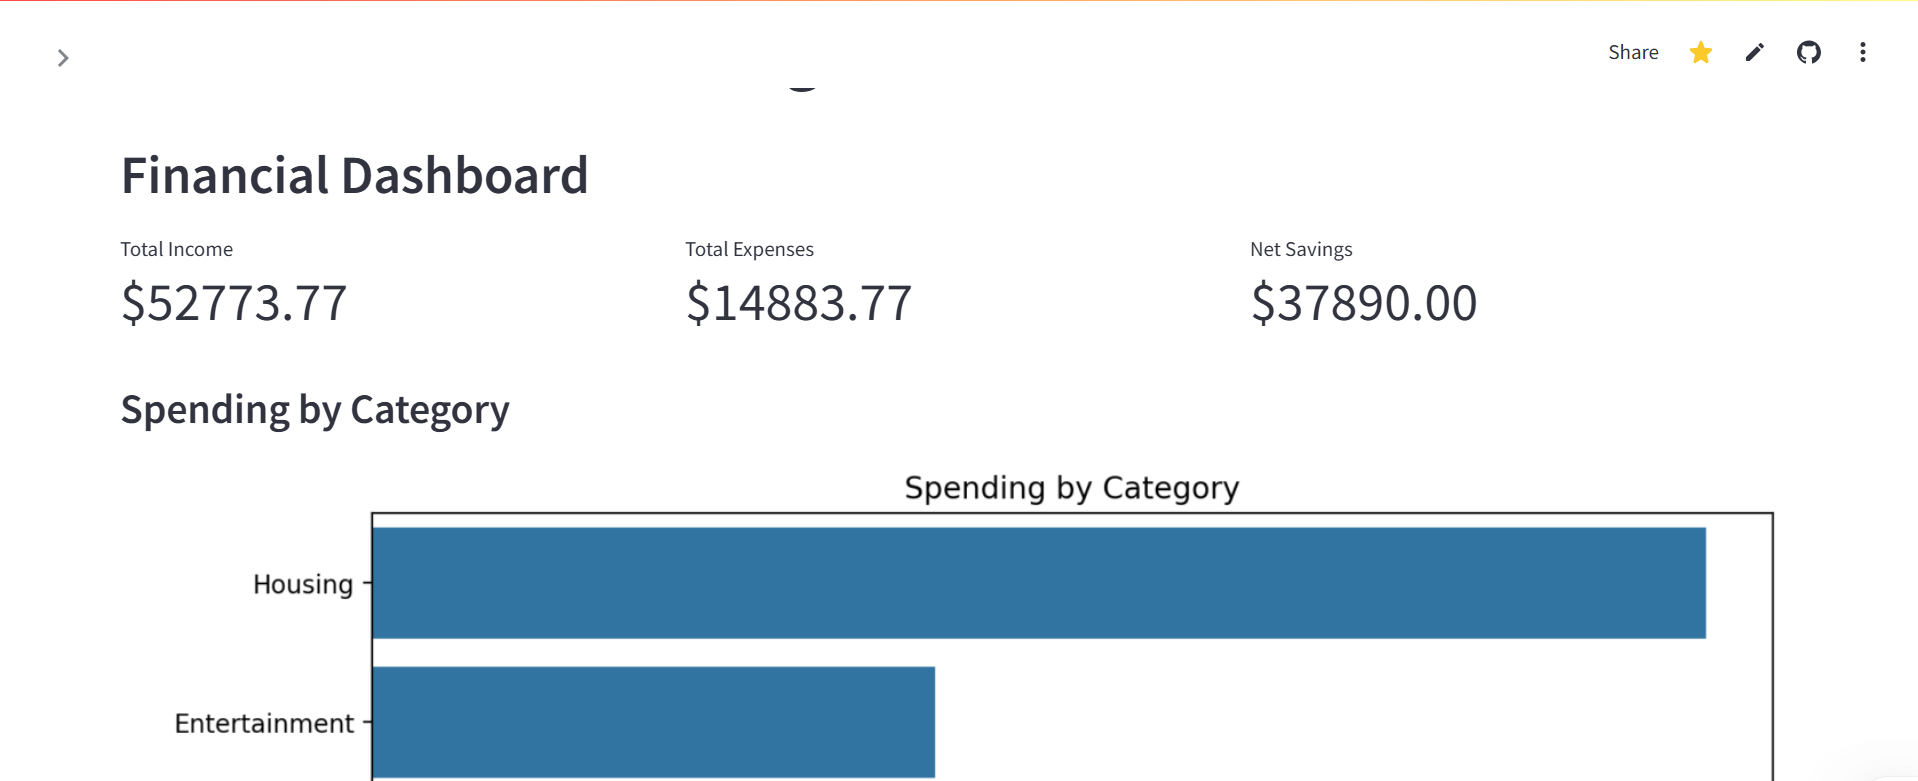 Share
Financial Dashboard
Total Income
Total Expenses
Net Savings
$52773.77
$14883.77
$37890.00
Spending by Category
Spending by Category
Housing
Entertainment